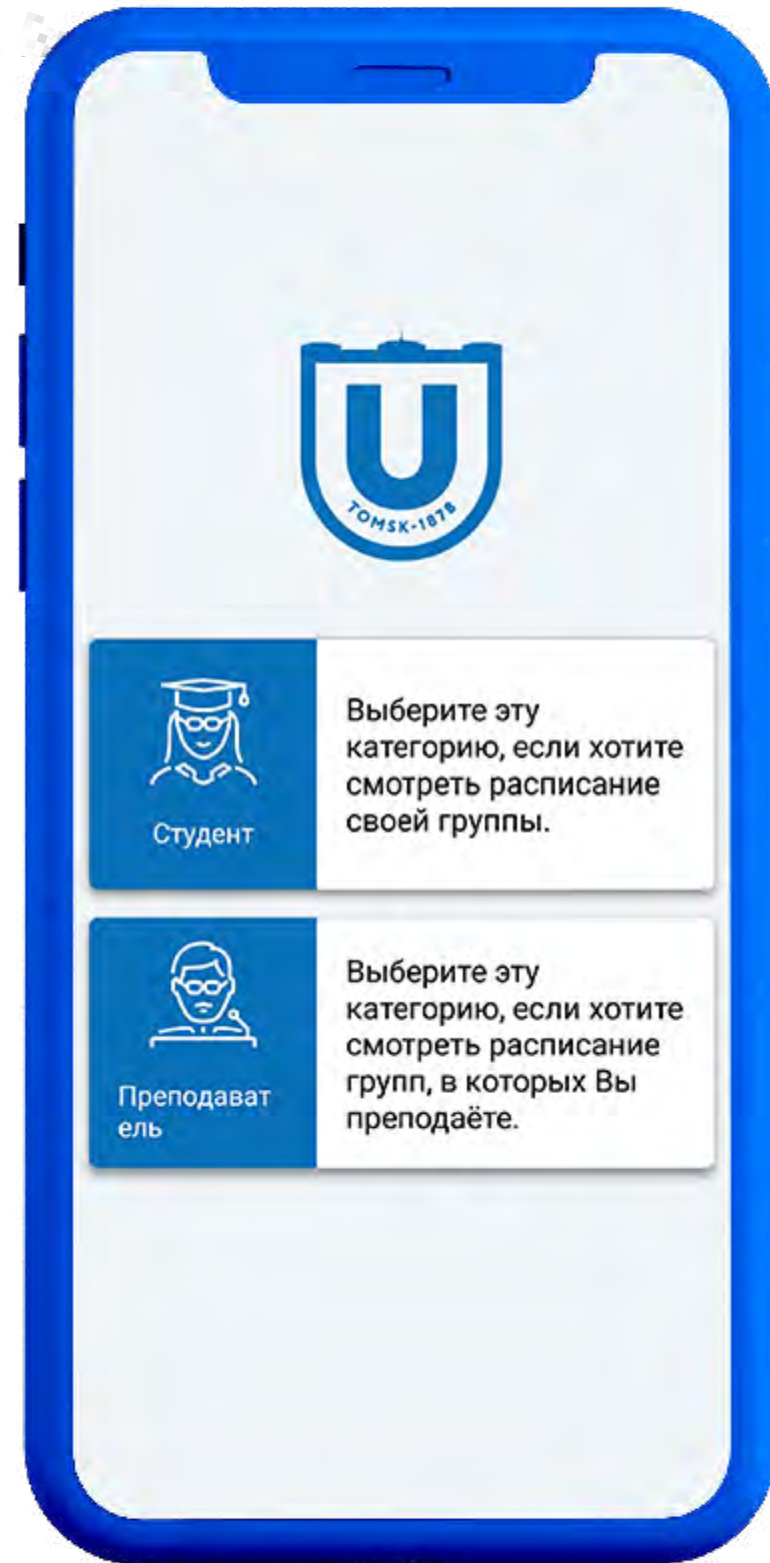 U
TOMSK-1878
Студент
Выберите эту
категорию, если хотите
смотреть расписание
своей группы.
Преподават
ель
Выберите эту
категорию, если хотите
смотреть расписание
групп, в которых Вы
преподаёте.